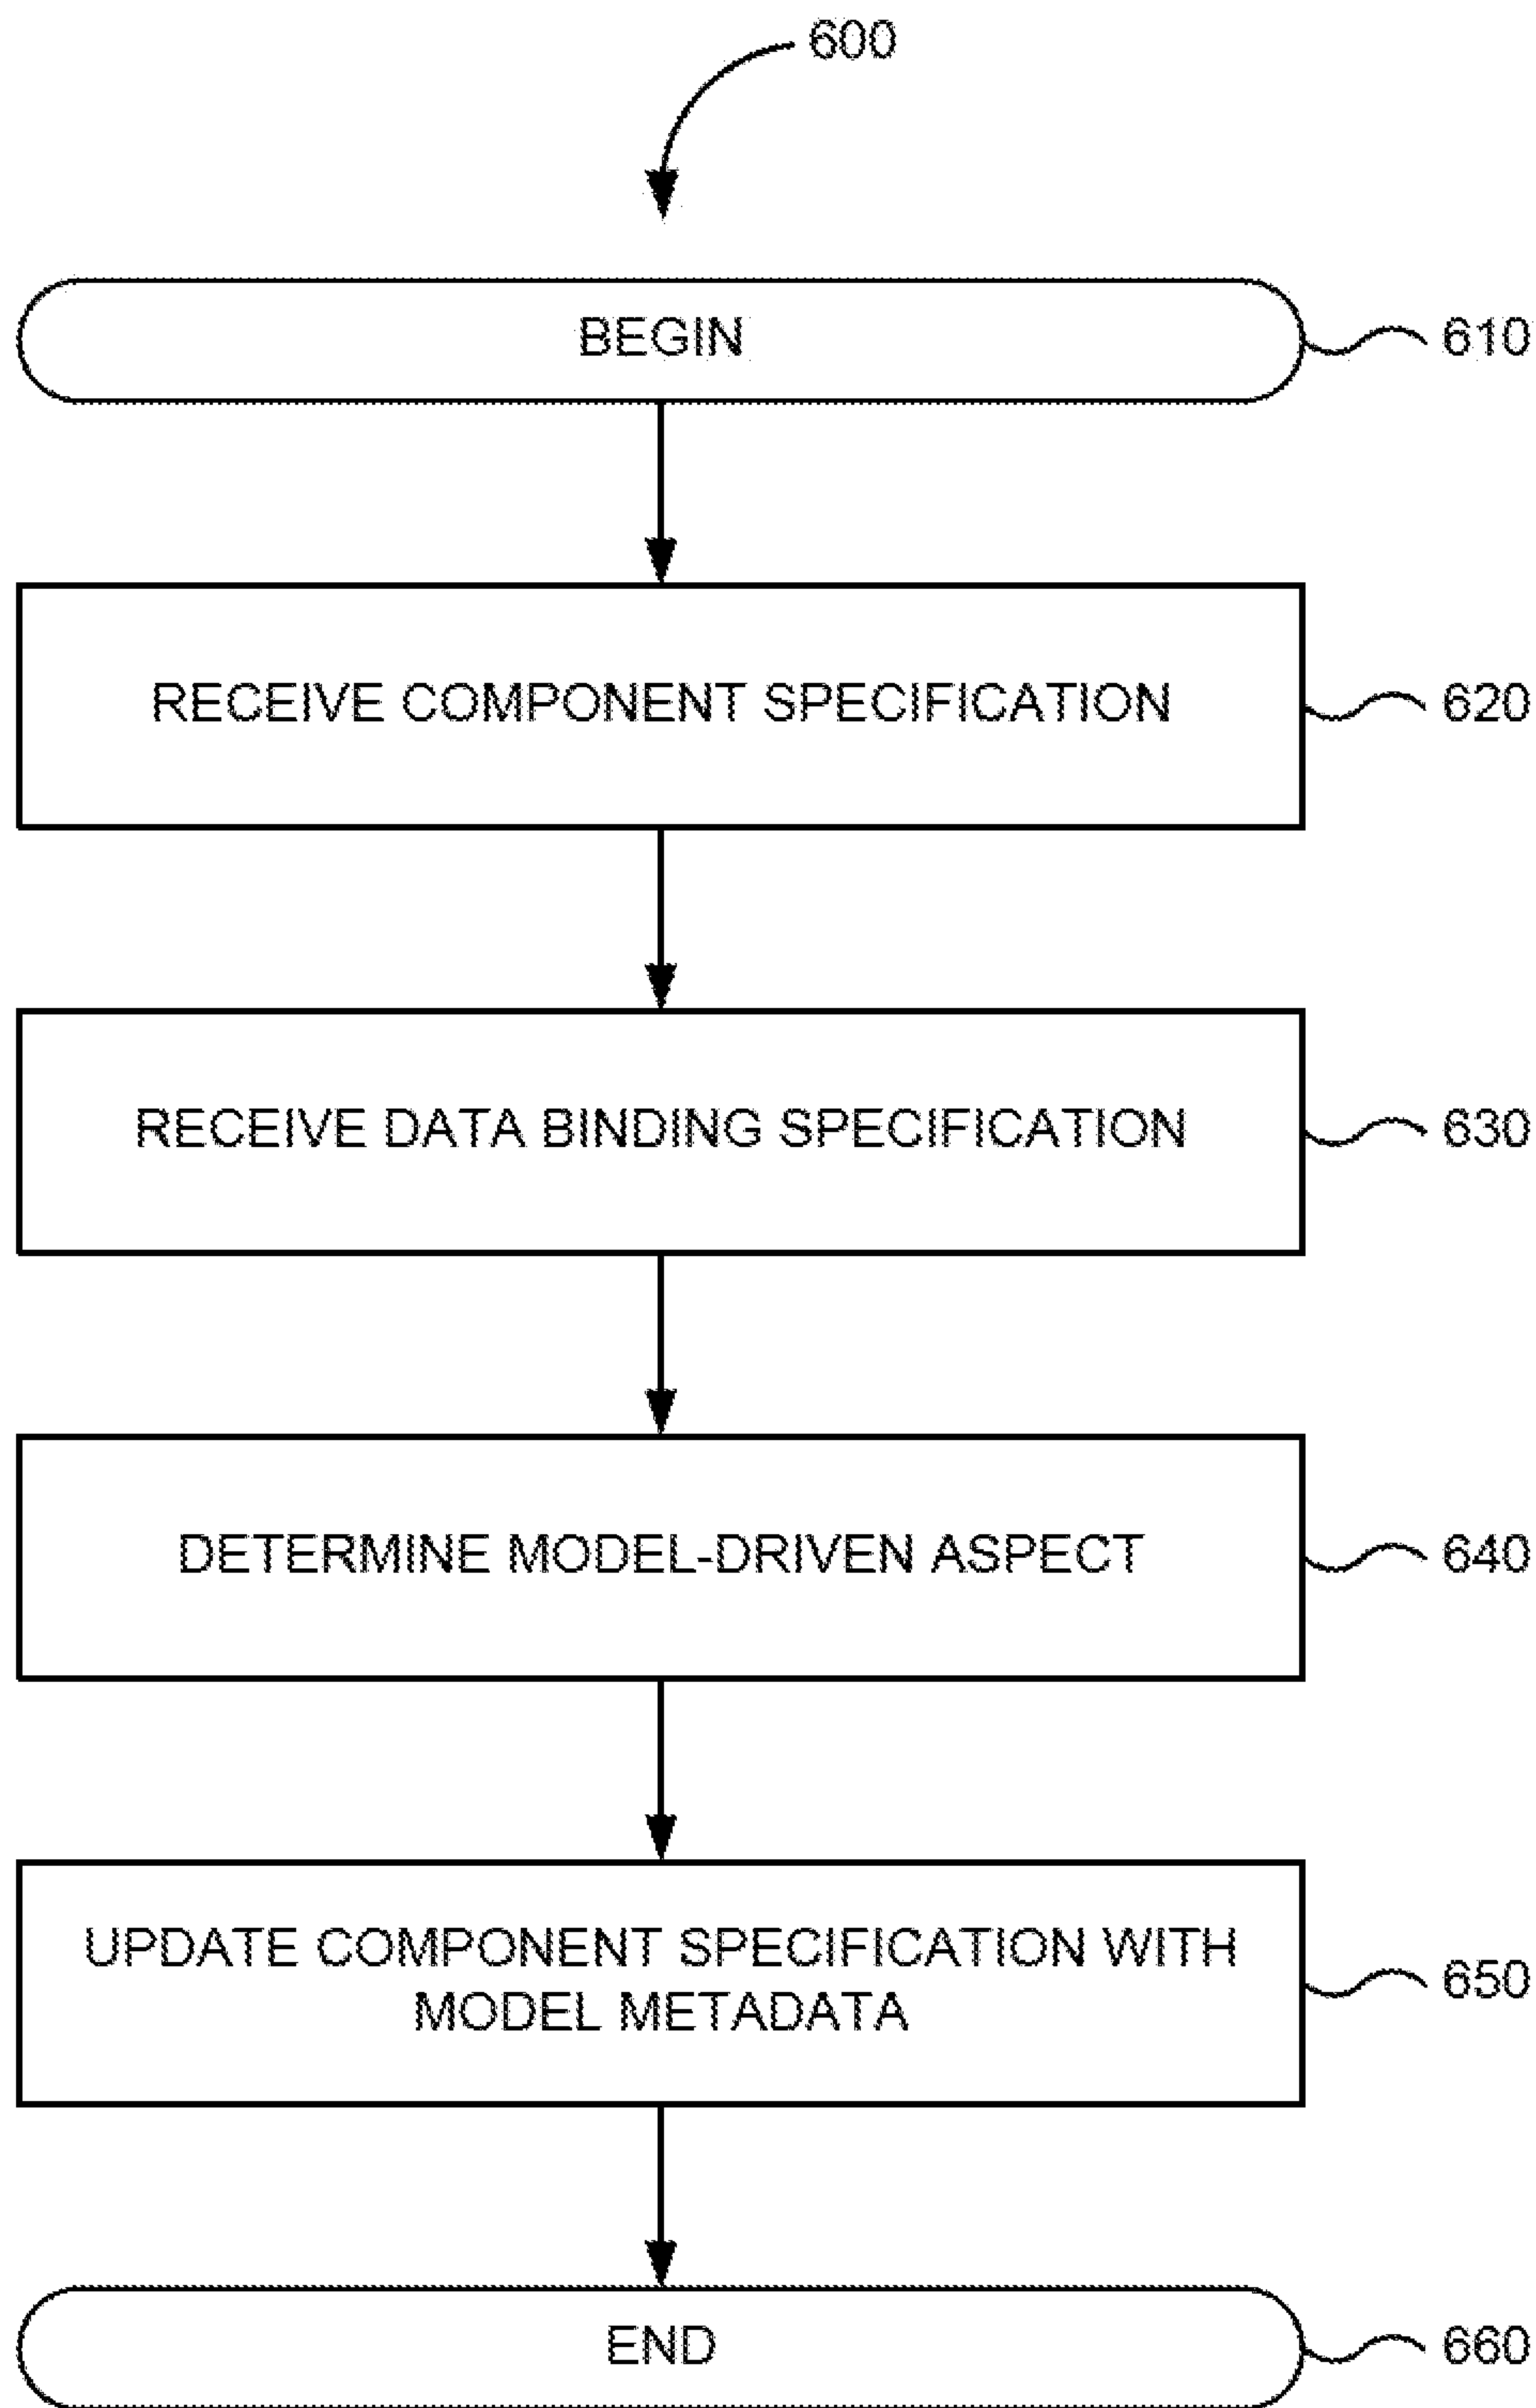 600
BEGIN
610
RECEIVE COMPONENT SPECIFICATION
620
RECEIVE DATA BINDING SPECIFICATION
630
DETERMINE MODEL-DRIVEN ASPECT
640
UPDATE COMPONENT SPECIFICATION WITH
MODEL METADATA
650
END
660